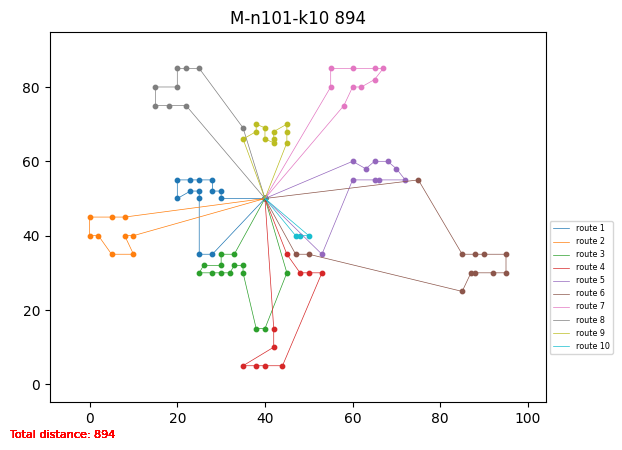 M-n101-k10 894
80
60
40
20
0
0 20 40 60 80 100
route 1
route 2
route 3
route 4
route 5
route 6
route 7
route 8
route 9
route 10
Total distance: 894